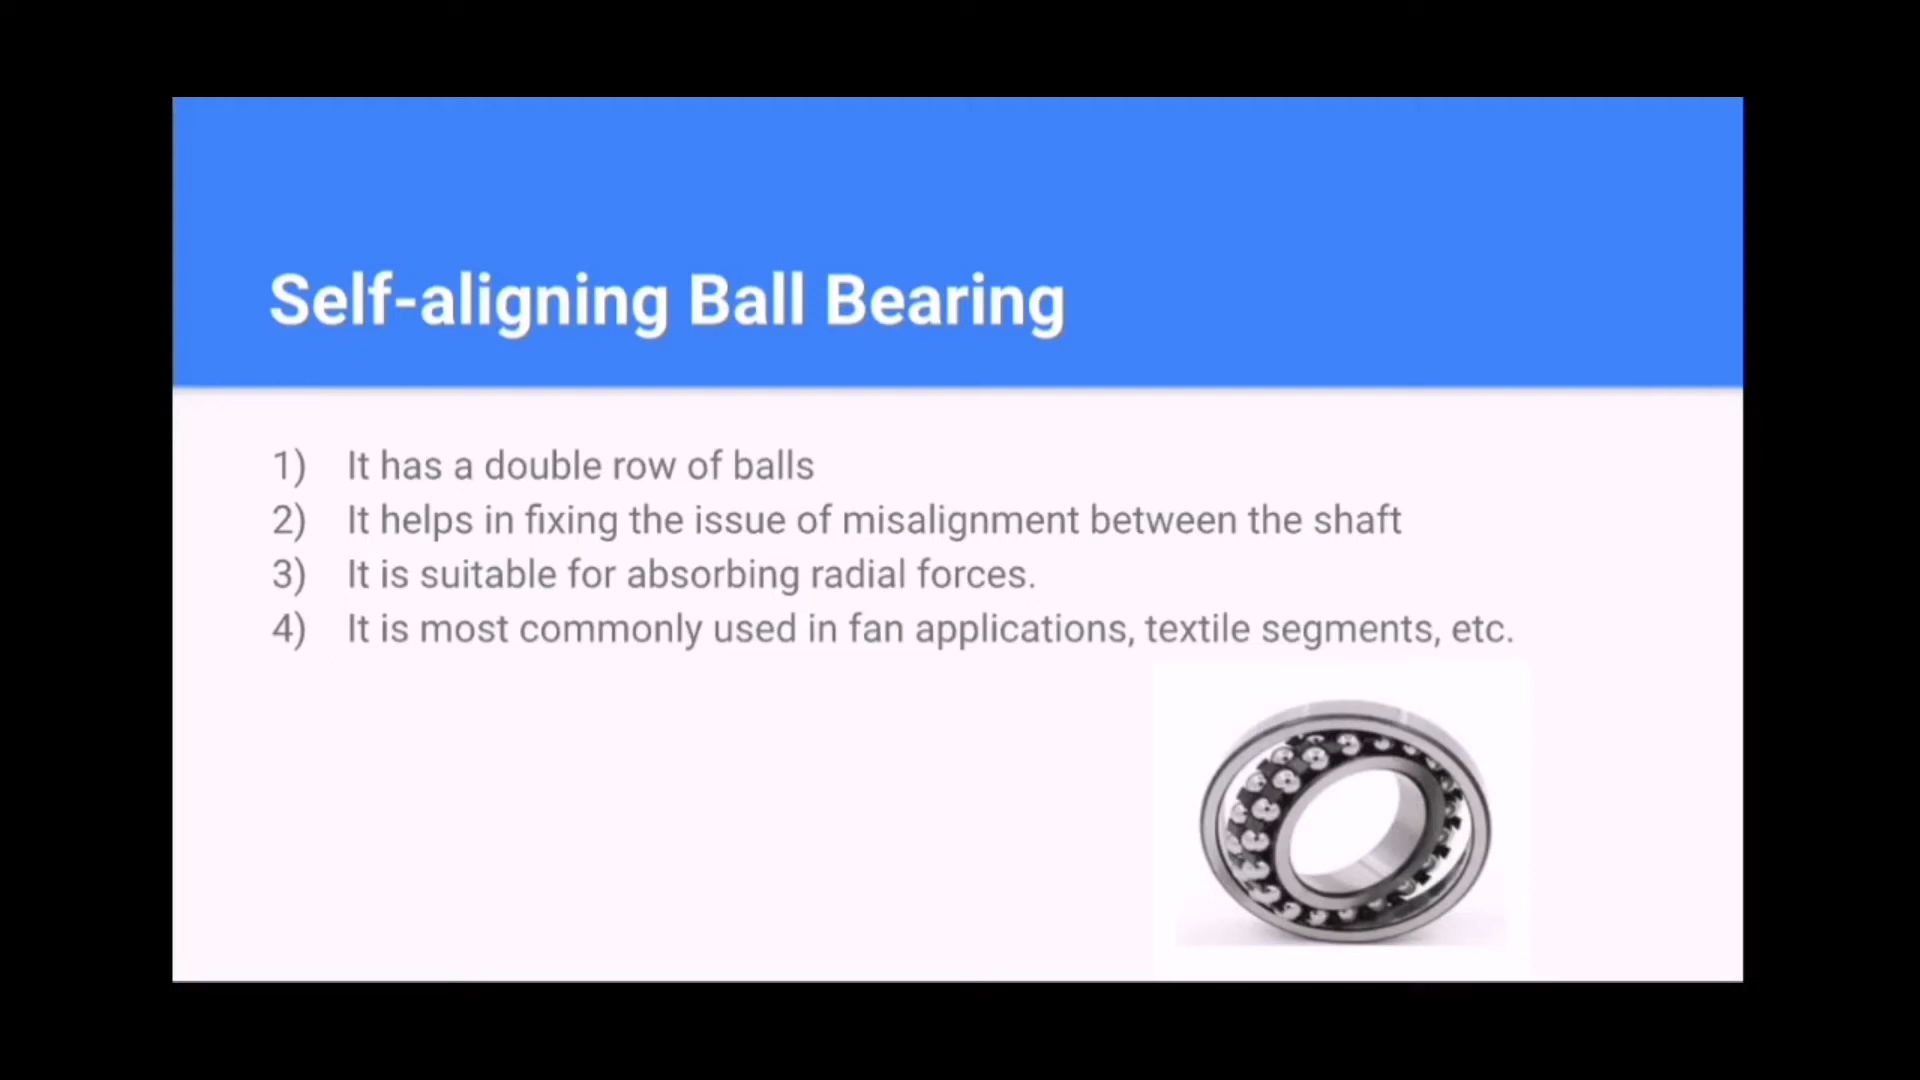 Self-aligning Ball Bearing
1) It has a double row of balls
2) It helps in fixing the issue of misalignment between the shaft
3) It is suitable for absorbing radial forces.
4) It is most commonly used in fan applications, textile segments, etc.